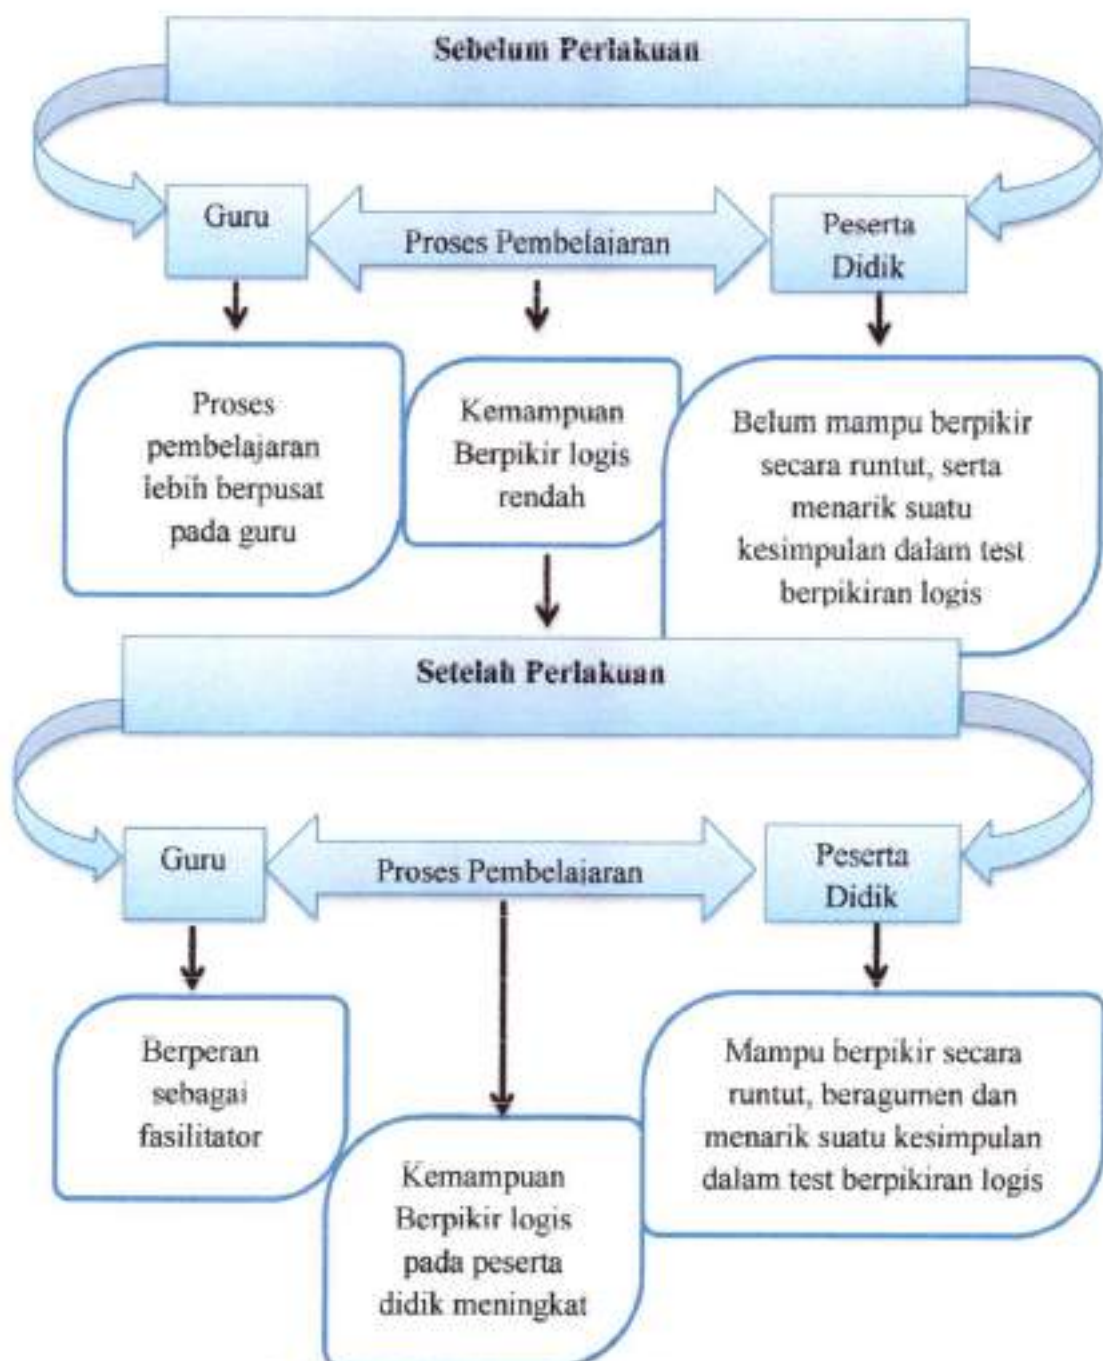 Sebelum Perlakuan
Guru
Proses Pembelajaran
Peserta
Didik
Proses
pembelajaran
lebih berpusat
pada guru
Kemampuan
Berpikir logis
rendah
Belum mampu berpikir
secara runtut, serta
menarik suatu
kesimpulan dalam test
berpikiran logis
Setelah Perlakuan
Guru
Proses Pembelajaran
Peserta
Didik
Berperan
sebagai
fasilitator
Kemampuan
Berpikir logis
pada peserta
didik meningkat
Mampu berpikir secara
runtut, beragumen dan
menarik suatu kesimpulan
dalam test berpikiran logis